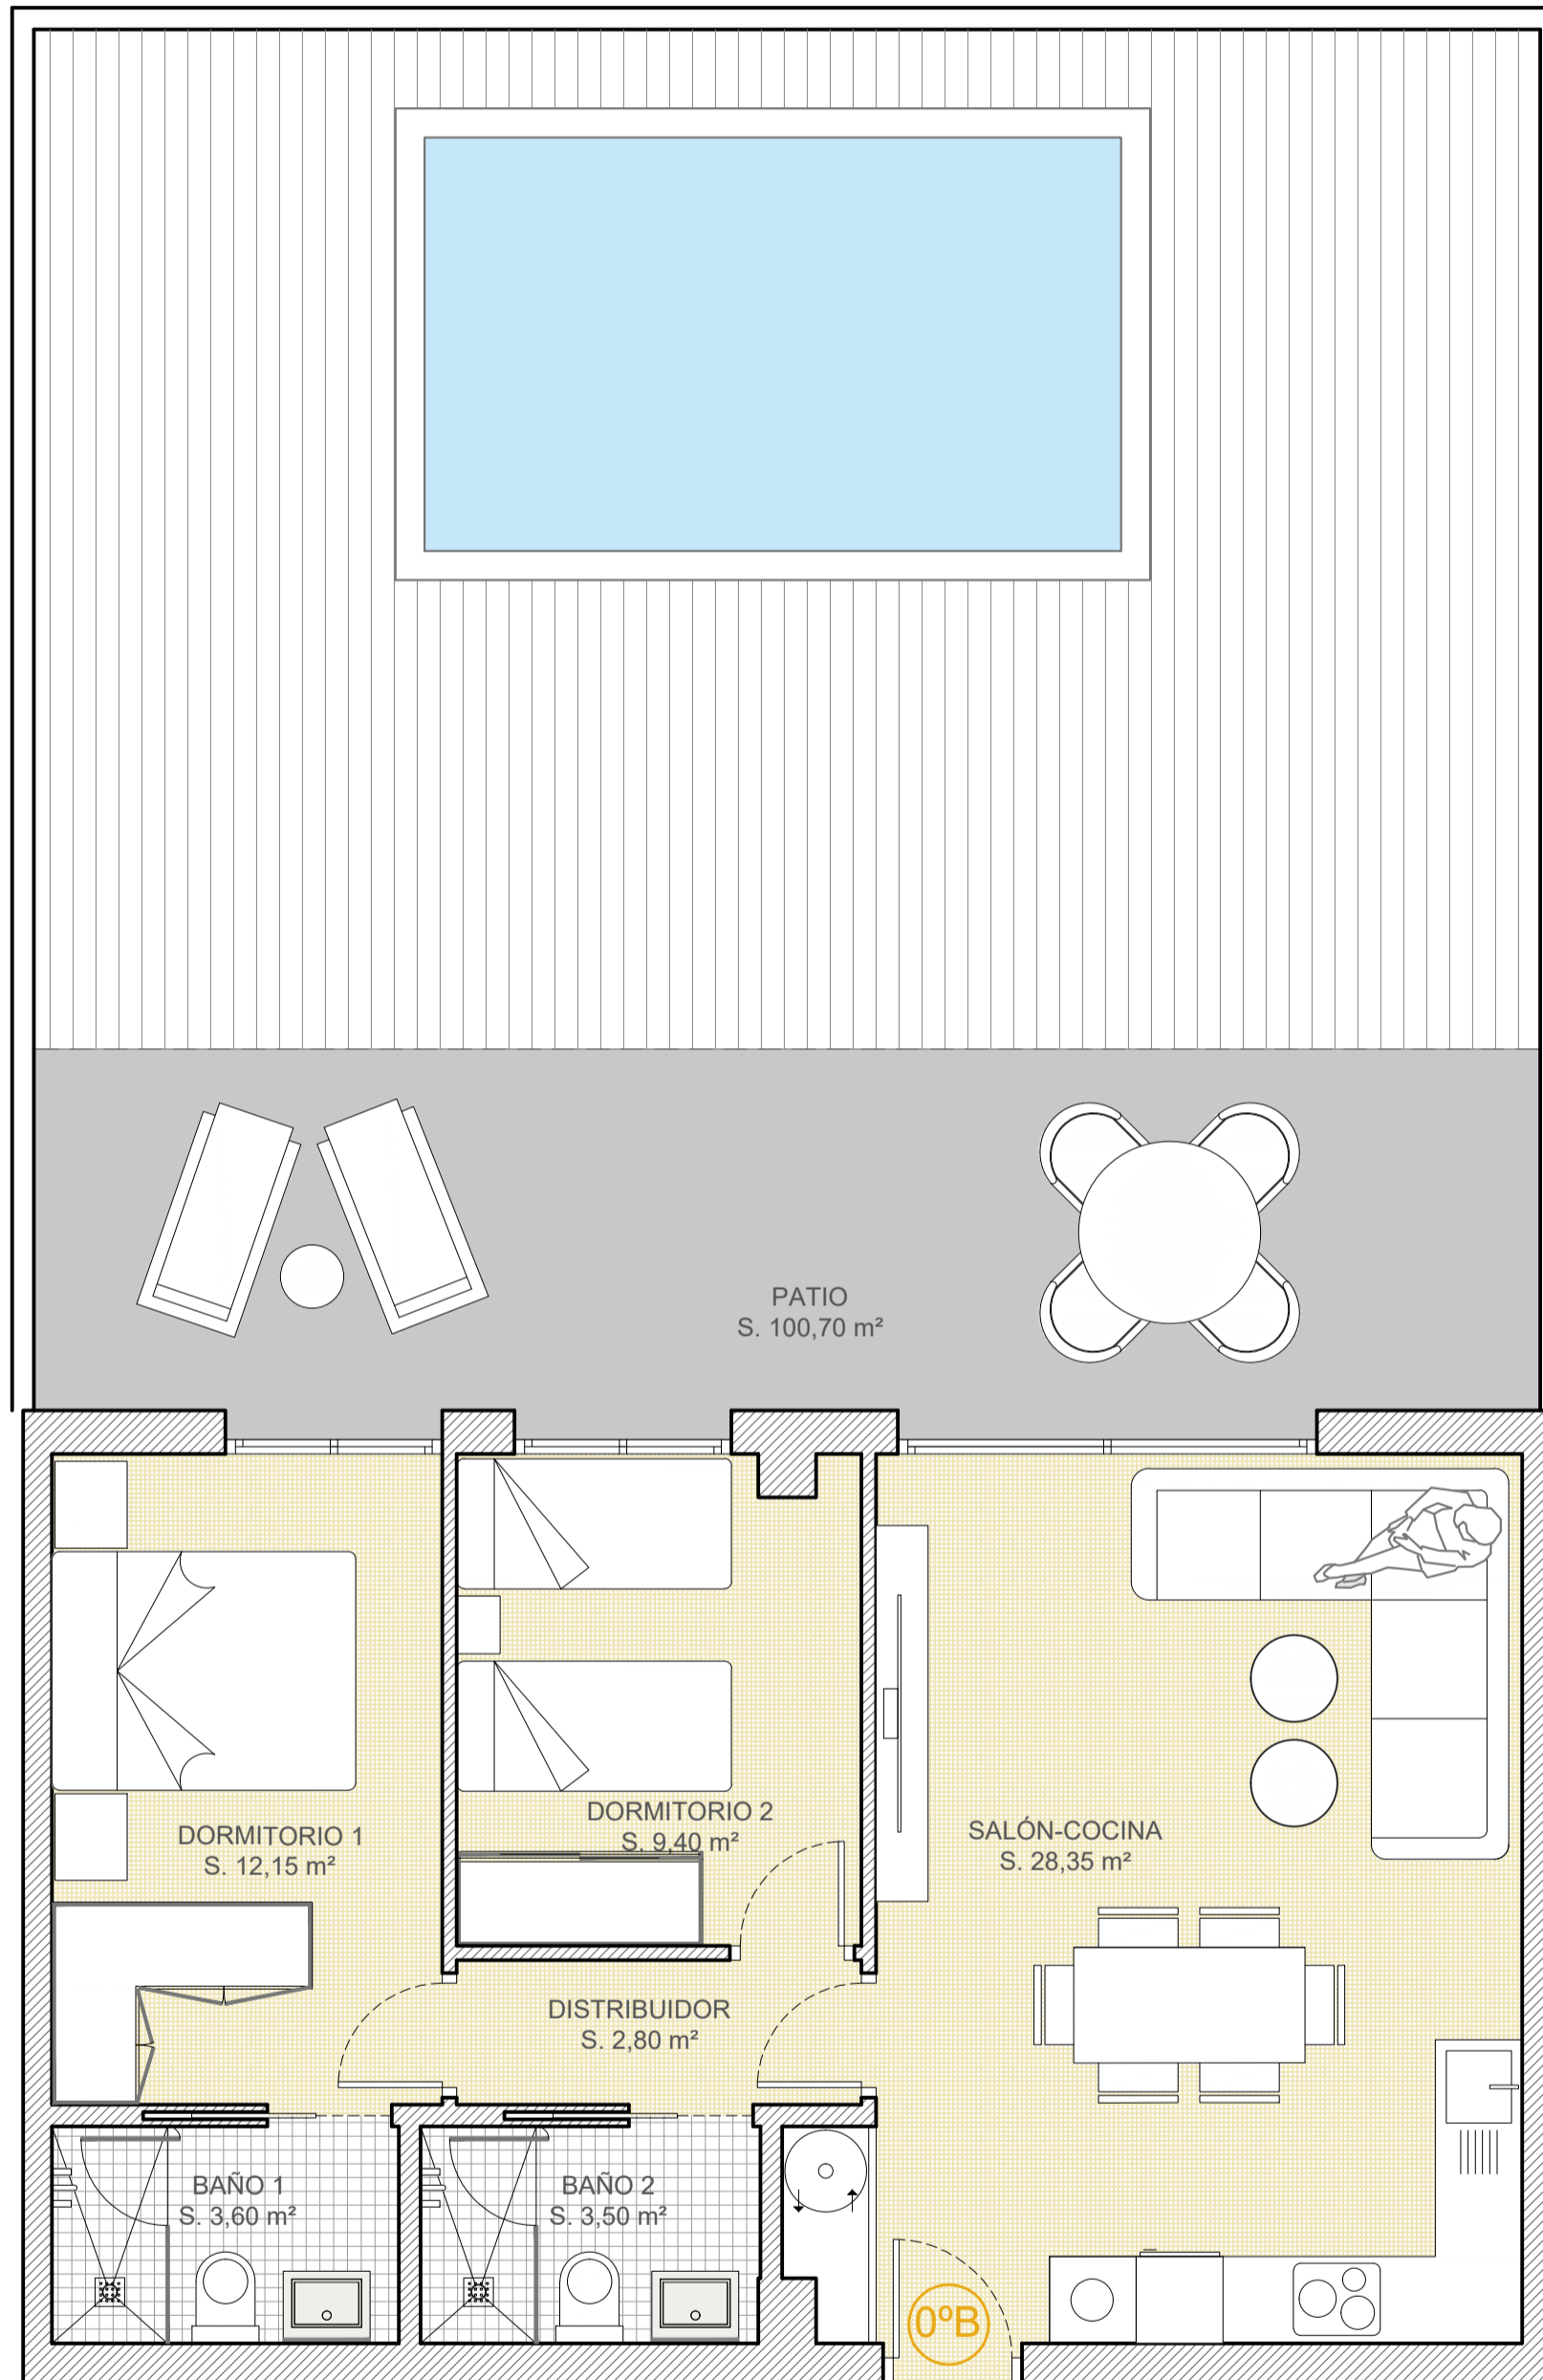 PATIO
S. 100,70 m²
DORMITORIO 2
S. 9,40 m²
DORMITORIO 1
S. 12,15 m²
SALÓN-COCINA
S. 28,35 m²
DISTRIBUIDOR
S. 2,80 m²
BAÑO 1
S. 3,60 m²
BAÑO 2
S. 3,50 m²
0ºB